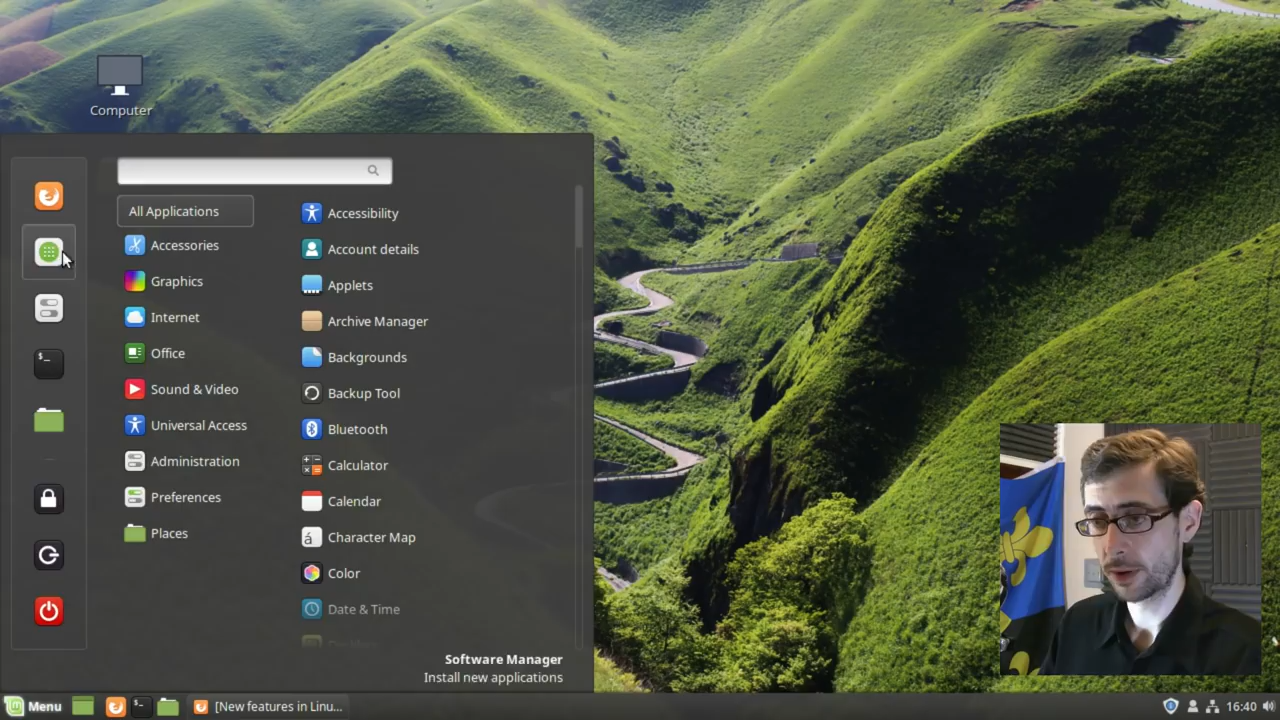 Computer
All Applications
Accessories
Graphics
Internet
Office
Sound & Video
Universal Access
Administration
Preferences
Places
Accessibility
Account details
Applets
Archive Manager
Backgrounds
Backup Tool
Bluetooth
Calculator
Calendar
Character Map
Color
Date & Time
Software Manager
Install new applications
Menu
[New features in Linu...
16:40